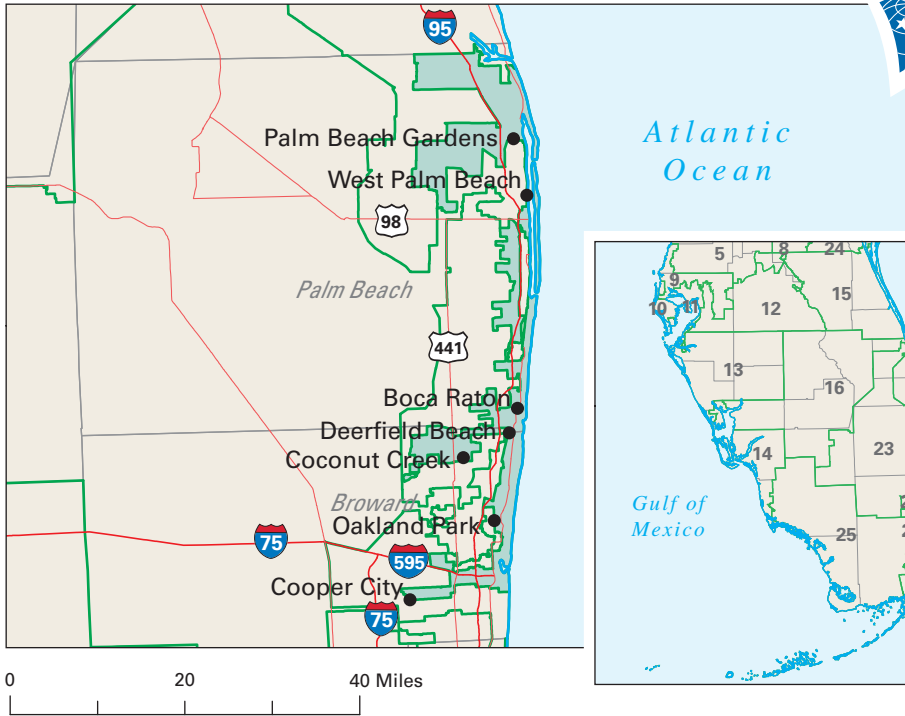 95
Palm Beach Gardens
West Palm Beach
98
Palm Beach
441
Boca Raton
Deerfield Beach
Coconut Creek
Broward
Oakland Park
75
595
Cooper City
75
0 20 40 Miles
Atlantic
Ocean
5 8 24
9
10 11 12 15
13
16
14
23
Gulf of
Mexico
25